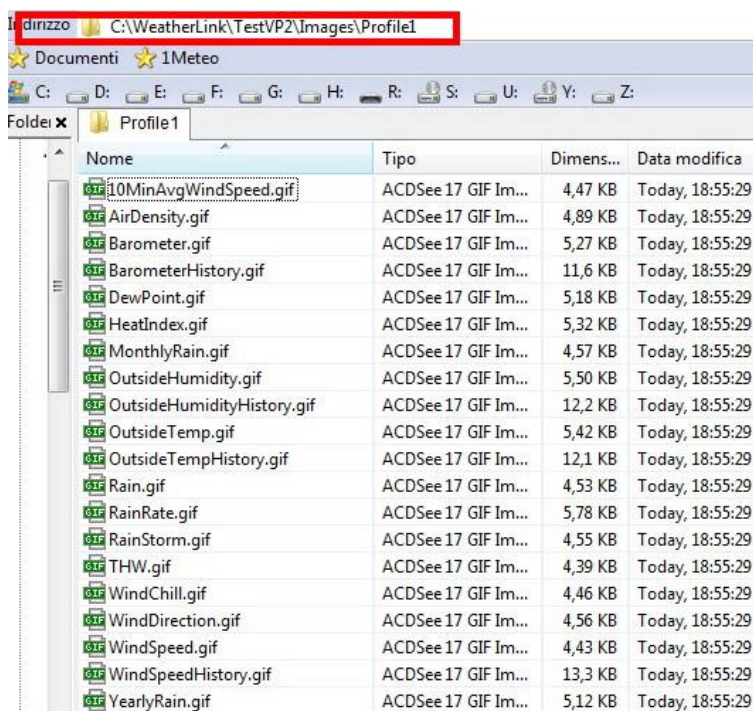 Indirizzo C:\WeatherLink\TestVP2\Images\Profile1
Documenti 1Meteo
C: D: E: F: G: H: R: S: U: Y: Z:
Folder Profile1
Nome Tipo Dimens... Data modifica
10MinAvgWindSpeed.gif ACDSee 17 GIF Im... 4,47 KB Today, 18:55:29
AirDensity.gif ACDSee 17 GIF Im... 4,89 KB Today, 18:55:29
Barometer.gif ACDSee 17 GIF Im... 5,27 KB Today, 18:55:29
BarometerHistory.gif ACDSee 17 GIF Im... 11,6 KB Today, 18:55:29
DewPoint.gif ACDSee 17 GIF Im... 5,18 KB Today, 18:55:29
HeatIndex.gif ACDSee 17 GIF Im... 5,32 KB Today, 18:55:29
MonthlyRain.gif ACDSee 17 GIF Im... 4,57 KB Today, 18:55:29
OutsideHumidity.gif ACDSee 17 GIF Im... 5,50 KB Today, 18:55:29
OutsideHumidityHistory.gif ACDSee 17 GIF Im... 12,2 KB Today, 18:55:29
OutsideTemp.gif ACDSee 17 GIF Im... 5,42 KB Today, 18:55:29
OutsideTempHistory.gif ACDSee 17 GIF Im... 12,1 KB Today, 18:55:29
Rain.gif ACDSee 17 GIF Im... 4,53 KB Today, 18:55:29
RainRate.gif ACDSee 17 GIF Im... 5,78 KB Today, 18:55:29
RainStorm.gif ACDSee 17 GIF Im... 4,55 KB Today, 18:55:29
THW.gif ACDSee 17 GIF Im... 4,39 KB Today, 18:55:29
WindChill.gif ACDSee 17 GIF Im... 4,46 KB Today, 18:55:29
WindDirection.gif ACDSee 17 GIF Im... 4,56 KB Today, 18:55:29
WindSpeed.gif ACDSee 17 GIF Im... 4,43 KB Today, 18:55:29
WindSpeedHistory.gif ACDSee 17 GIF Im... 13,3 KB Today, 18:55:29
YearlyRain.gif ACDSee 17 GIF Im... 5,12 KB Today, 18:55:29